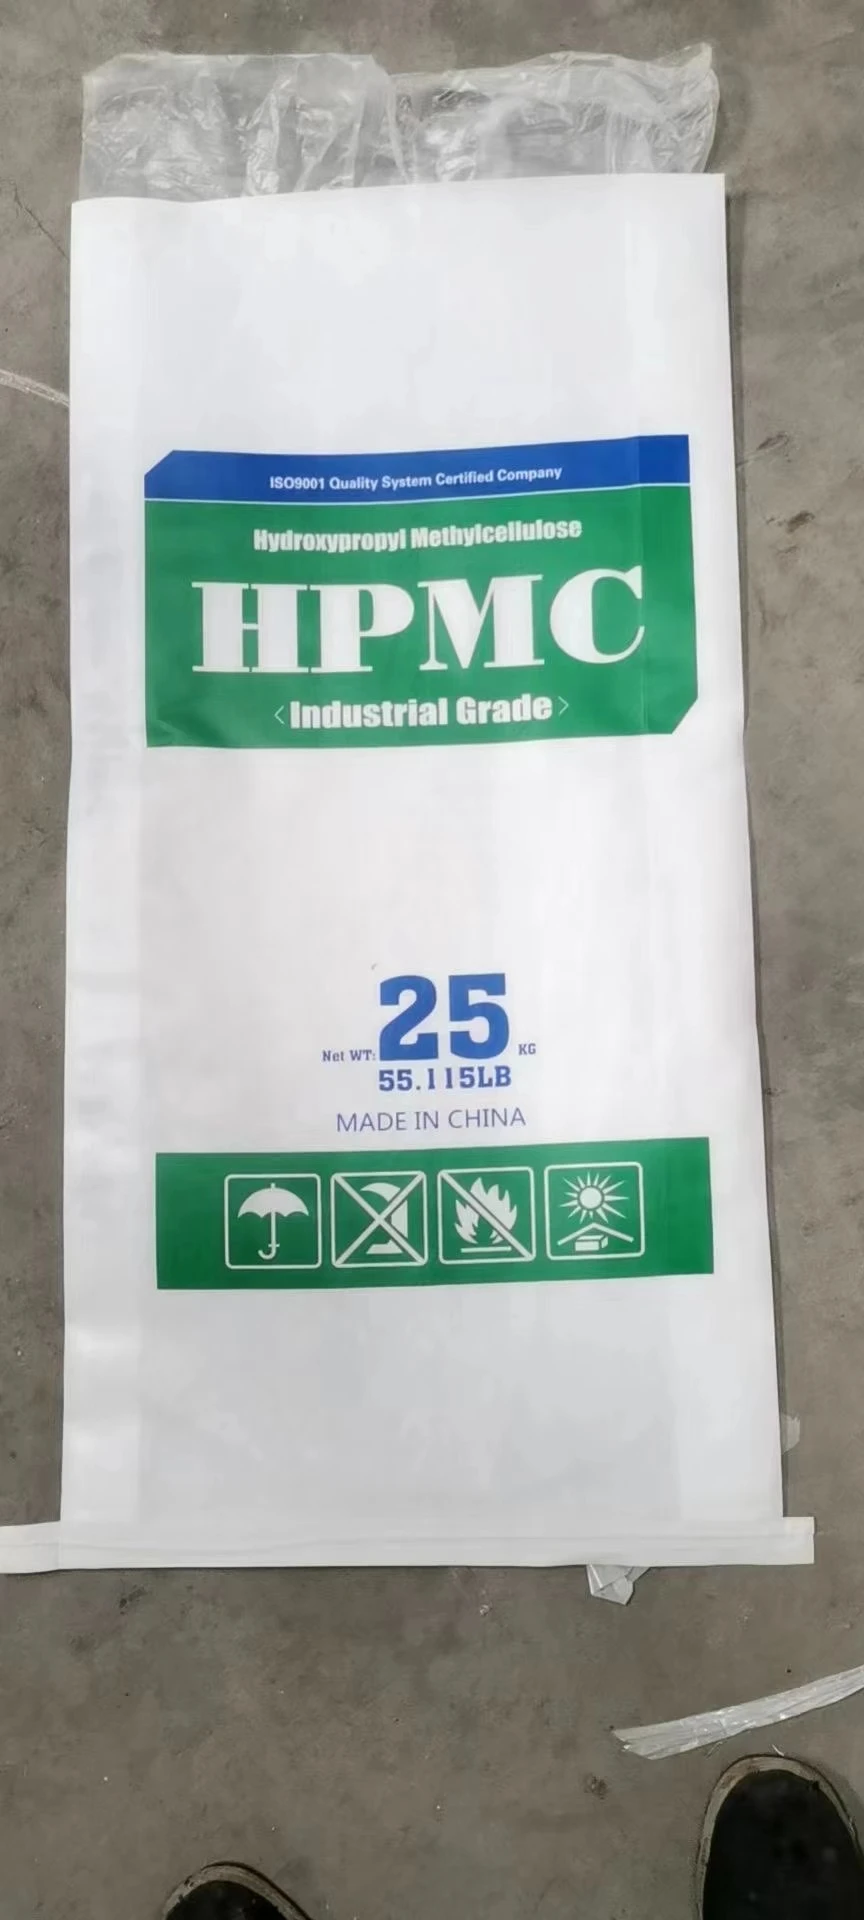 ISO9001 Quality System Certified Company
Hydroxypropyl Methylcellulose
HPMC
<Industrial Grade>
Net WT: 25 KG
55.115LB
MADE IN CHINA